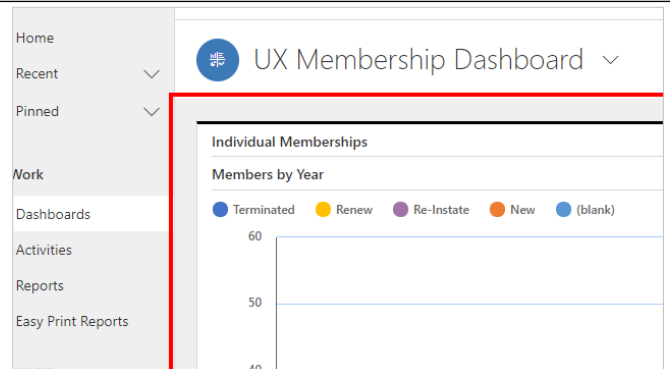 Home
Recent
Pinned
Work
Dashboards
Activities
Reports
Easy Print Reports
UX Membership Dashboard
Individual Memberships
Members by Year
Terminated Renew Re-Instate New (blank)
60
50
40